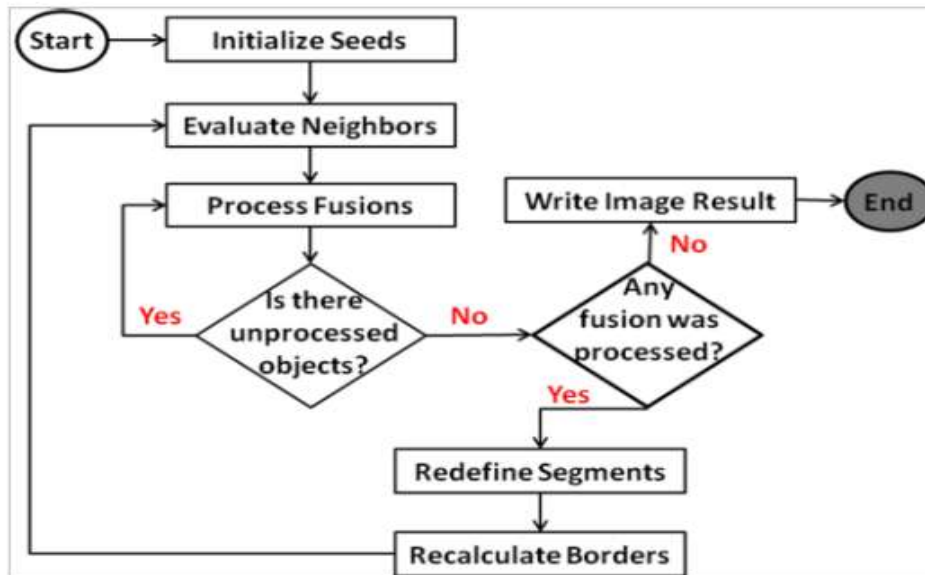 Start
Initialize Seeds
Evaluate Neighbors
Process Fusions
Write Image Result
End
No
Is there
unprocessed
objects?
Yes
No
Any
fusion was
processed?
Yes
Redefine Segments
Recalculate Borders